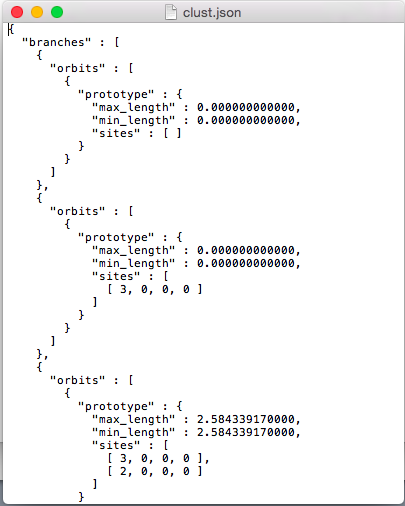 clust.json
{
  "branches" : [
    {
      "orbits" : [
        {
          "prototype" : {
            "max_length" : 0.000000000000,
            "min_length" : 0.000000000000,
            "sites" : [ ]
          }
        }
      ]
    },
    {
      "orbits" : [
        {
          "prototype" : {
            "max_length" : 0.000000000000,
            "min_length" : 0.000000000000,
            "sites" : [
              [ 3, 0, 0, 0 ]
            ]
          }
        }
      ]
    },
    {
      "orbits" : [
        {
          "prototype" : {
            "max_length" : 2.584339170000,
            "min_length" : 2.584339170000,
            "sites" : [
              [ 3, 0, 0, 0 ],
              [ 2, 0, 0, 0 ]
            ]
          }